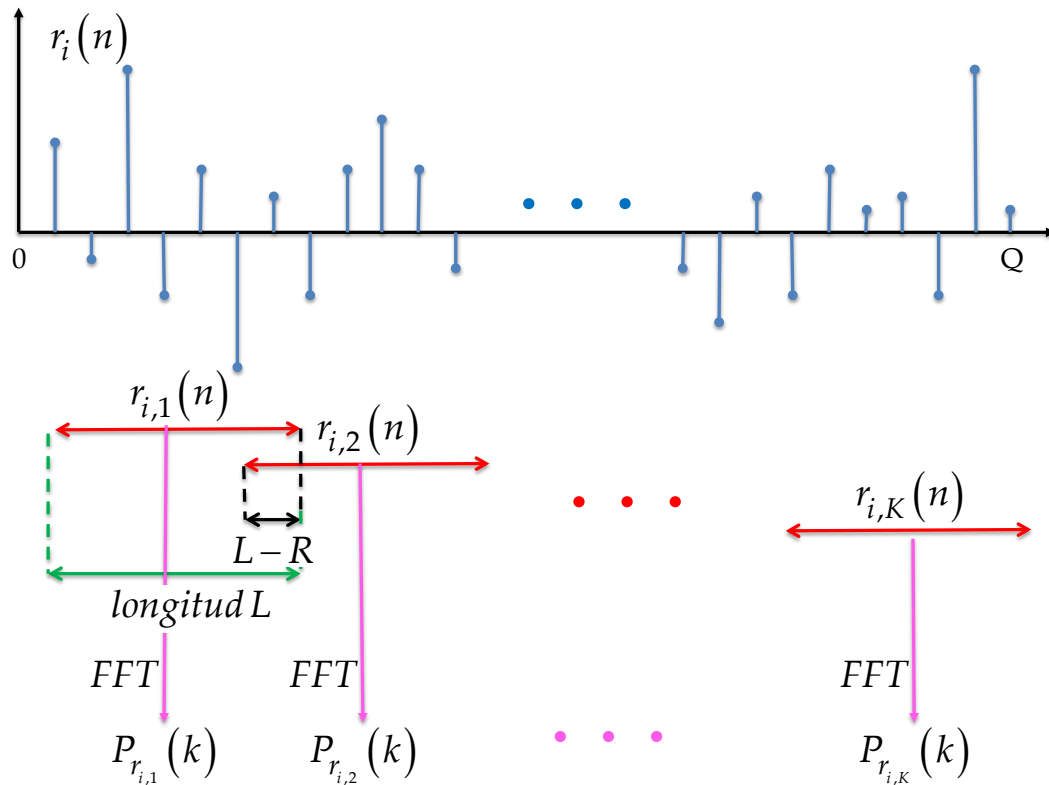 r_i(n)
0 Q
r_{i,1}(n)
r_{i,2}(n)
r_{i,K}(n)
L − R
longitud L
FFT FFT FFT
P_{r_{i,1}}(k) P_{r_{i,2}}(k) P_{r_{i,K}}(k)